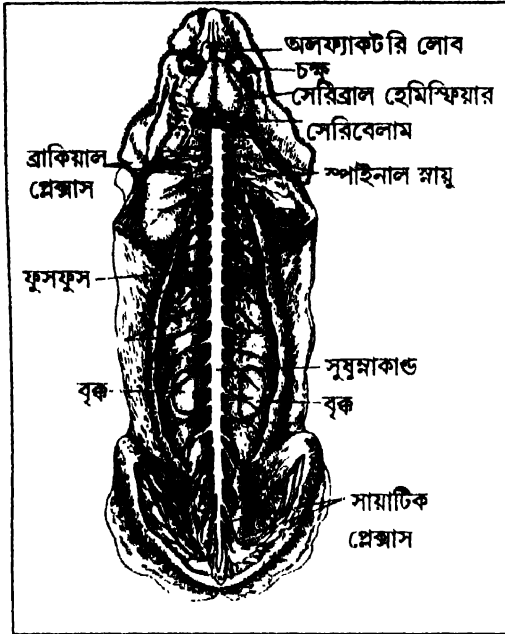 অলফ্যাকটরি লোব
চক্ষু
সেরিব্রাল হেমিস্ফিয়ার
সেরিবেলাম
ব্রাকিয়াল
প্লেক্সাস
স্পাইনাল স্নায়ু
ফুসফুস
সুষুম্নাকান্ড
বৃক্ক
বৃক্ক
সায়াটিক
প্লেক্সাস